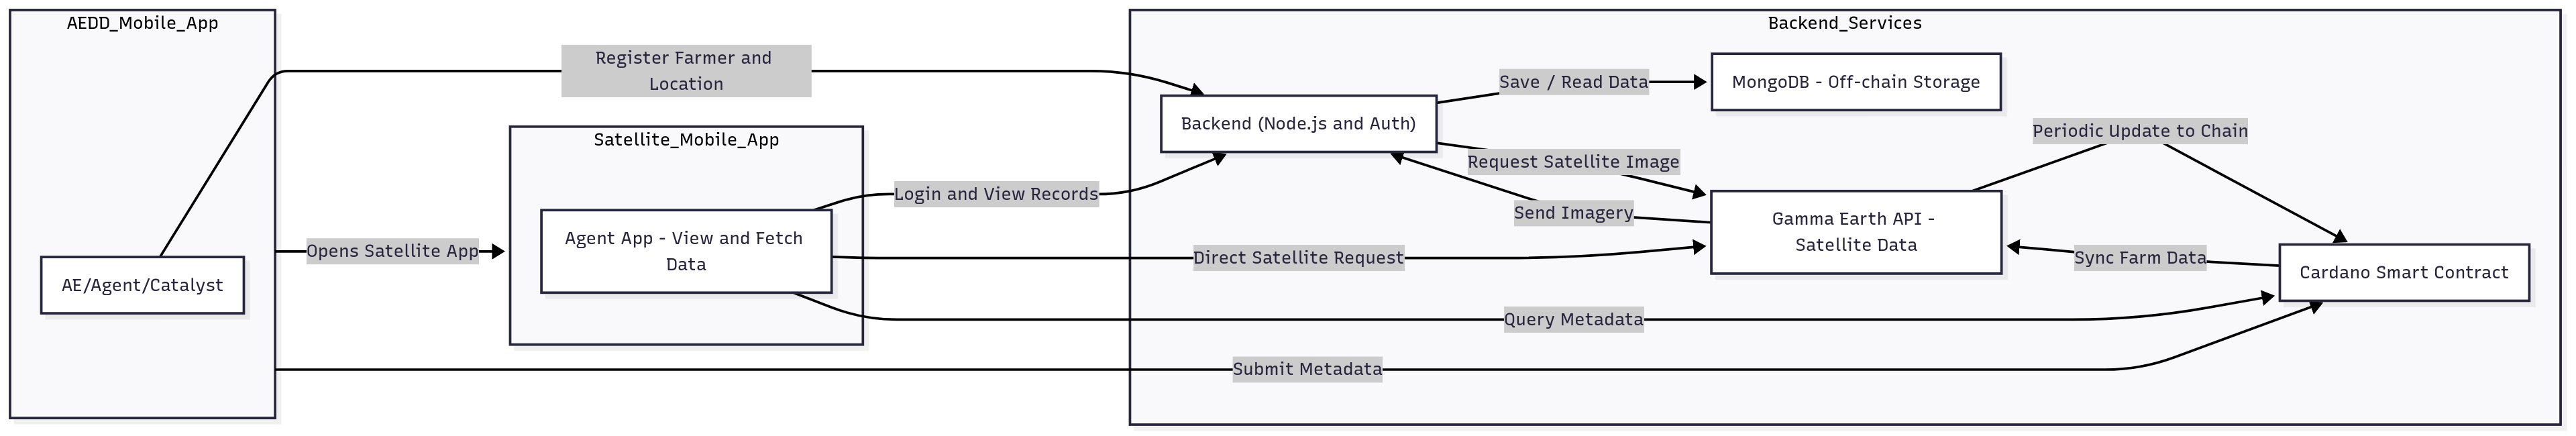 AEDD_Mobile_App
Backend_Services
Register Farmer and
Location
Save / Read Data
MongoDB - Off-chain Storage
Backend (Node.js and Auth)
Periodic Update to Chain
Satellite_Mobile_App
Request Satellite Image
Login and View Records
Send Imagery
Gamma Earth API -
Satellite Data
Agent App - View and Fetch
Data
Opens Satellite App
Direct Satellite Request
Sync Farm Data
Cardano Smart Contract
AE/Agent/Catalyst
Query Metadata
Submit Metadata